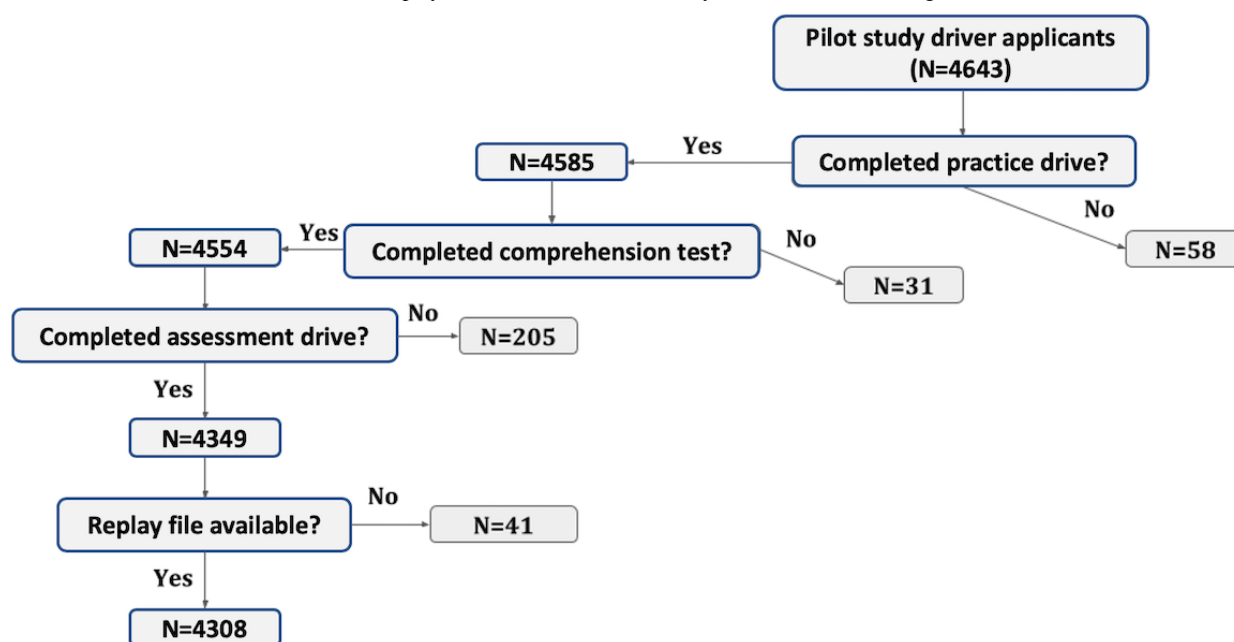 Pilot study driver applicants
(N=4643)
Yes
N=4585
Completed practice drive?
No
N=58
Yes
N=4554
Completed comprehension test?
No
N=31
Completed assessment drive?
No
N=205
Yes
N=4349
Replay file available?
No
N=41
Yes
N=4308